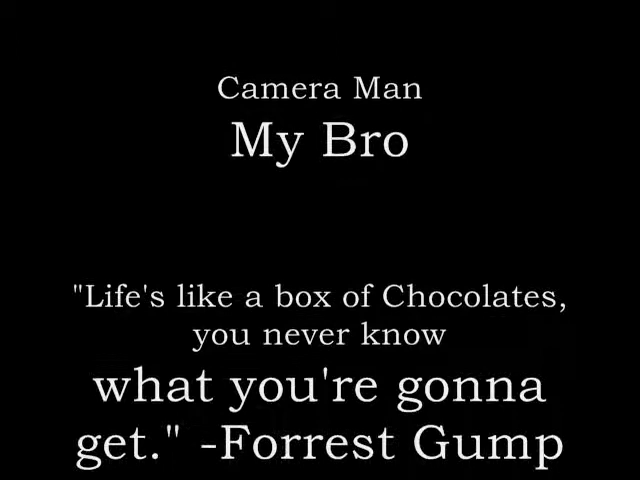 Camera Man
My Bro
"Life's like a box of Chocolates,
you never know
what you're gonna
get." -Forrest Gump